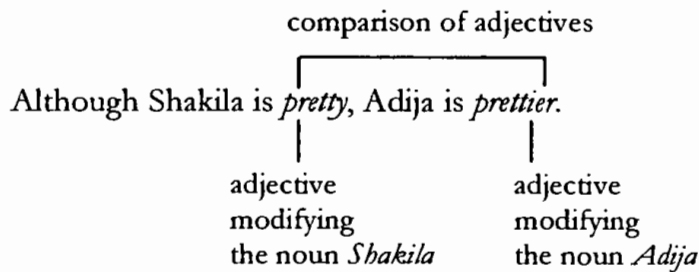 comparison of adjectives
Although Shakila is pretty, Adija is prettier.
adjective
modifying
the noun Shakila
adjective
modifying
the noun Adija